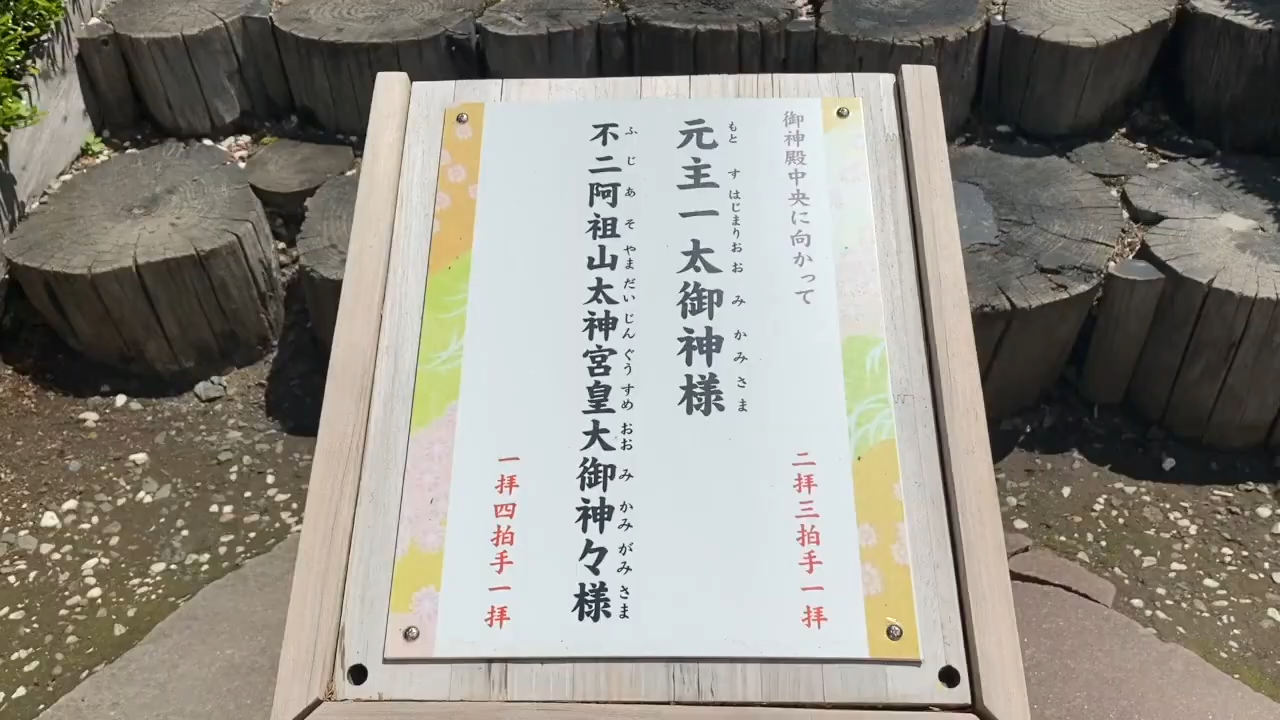 御神殿中央に向かって
二拝三拍手一拝
もと す はじまり おお み かみ さま
元主一太御神様
ふ じ あ そ やま だい じん ぐう すめ おお み かみ がみ さま
不二阿祖山太神宮皇大御神々様
一拝四拍手一拝